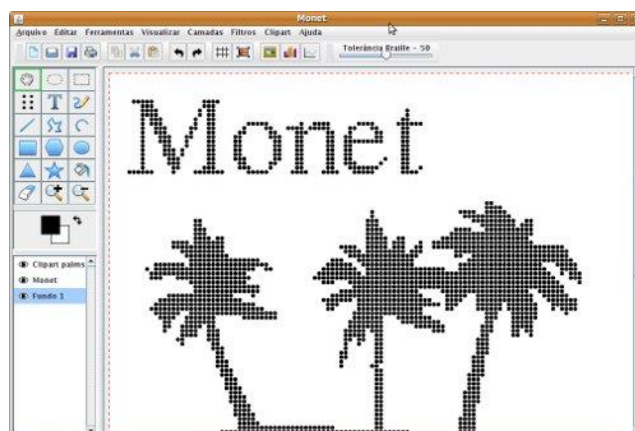 Monet
Arquivo Editar Ferramentas Visualizar Camadas Filtros Clipart Ajuda
Tolerância Braille - 50
T
Monet
Clipart palms
Monet
Fundo 1